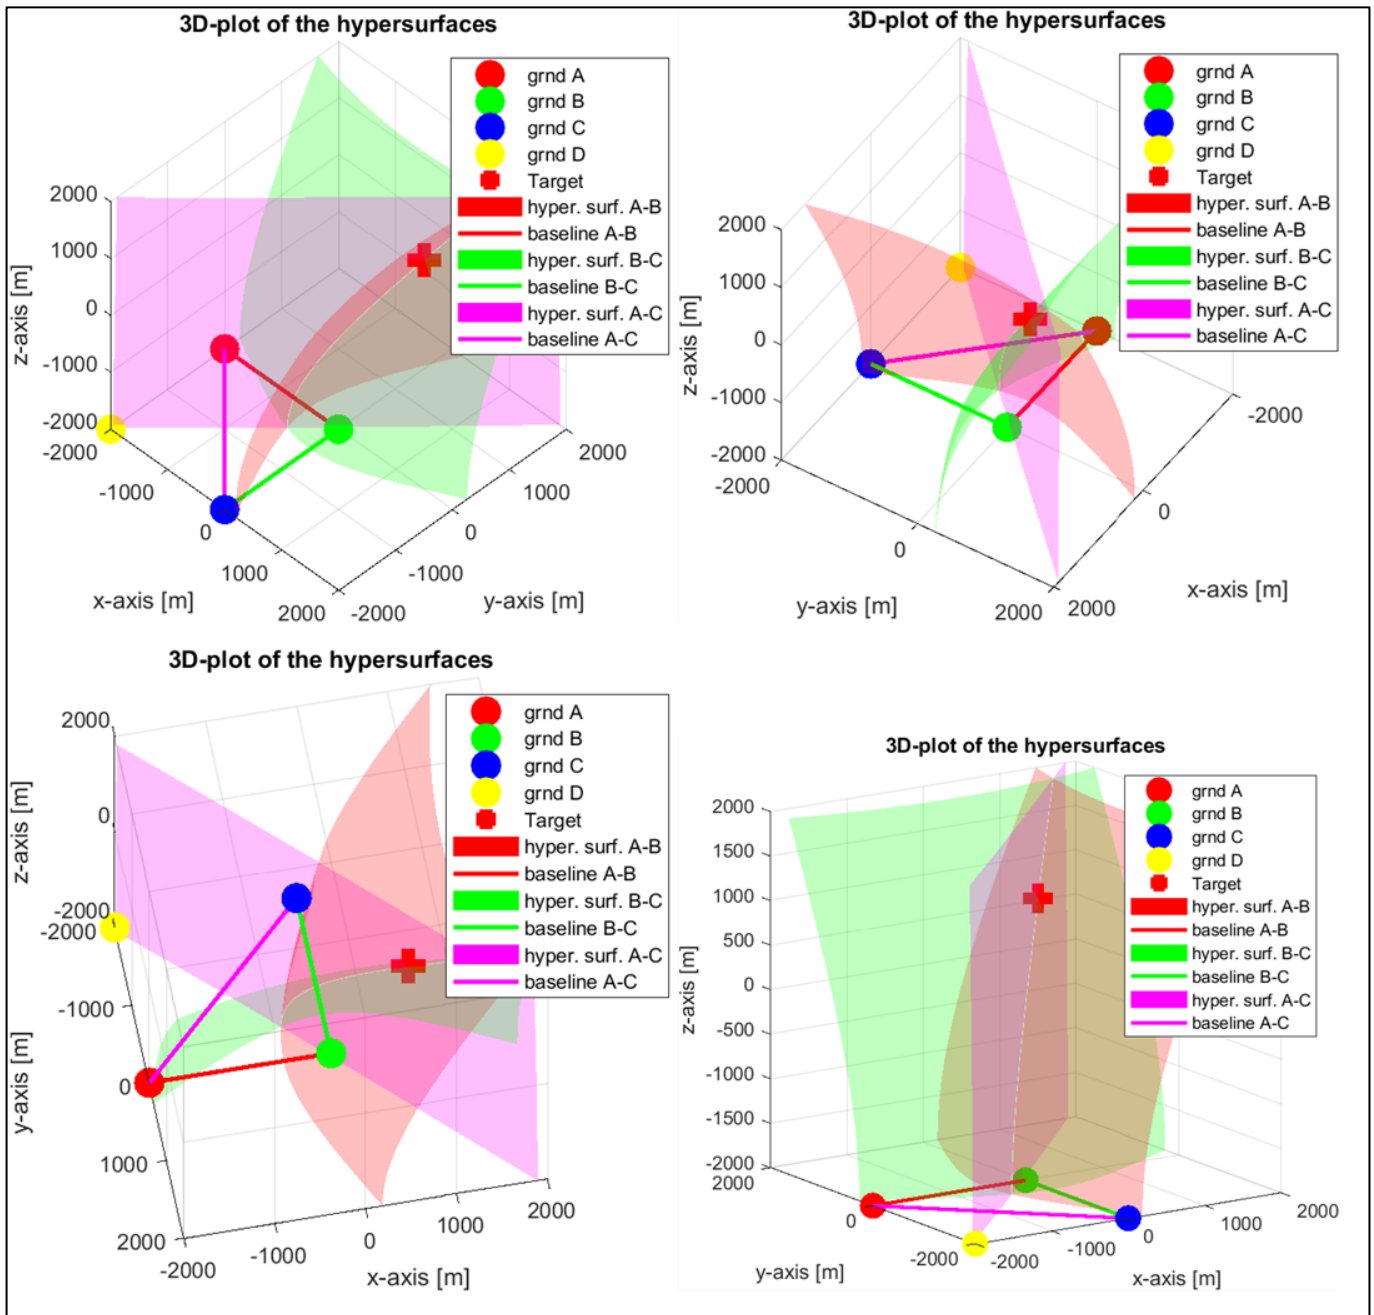 3D-plot of the hypersurfaces
grnd A
grnd B
grnd C
grnd D
Target
hyper. surf. A-B
baseline A-B
hyper. surf. B-C
baseline B-C
hyper. surf. A-C
baseline A-C
2000
1000
0
-1000
-2000
z-axis [m]
-2000
-1000
0
1000
2000
x-axis [m]
-2000
-1000
0
1000
2000
y-axis [m]
3D-plot of the hypersurfaces
grnd A
grnd B
grnd C
grnd D
Target
hyper. surf. A-B
baseline A-B
hyper. surf. B-C
baseline B-C
hyper. surf. A-C
baseline A-C
2000
1000
0
-1000
-2000
z-axis [m]
-2000
0
2000
y-axis [m]
2000
0
-2000
x-axis [m]
3D-plot of the hypersurfaces
grnd A
grnd B
grnd C
grnd D
Target
hyper. surf. A-B
baseline A-B
hyper. surf. B-C
baseline B-C
hyper. surf. A-C
baseline A-C
2000
0
-2000
z-axis [m]
-2000
-1000
0
1000
2000
y-axis [m]
-2000
-1000
0
1000
2000
x-axis [m]
3D-plot of the hypersurfaces
grnd A
grnd B
grnd C
grnd D
Target
hyper. surf. A-B
baseline A-B
hyper. surf. B-C
baseline B-C
hyper. surf. A-C
baseline A-C
2000
1500
1000
500
0
-500
-1000
-1500
-2000
z-axis [m]
2000
0
-2000
y-axis [m]
-2000
-1000
0
1000
2000
x-axis [m]